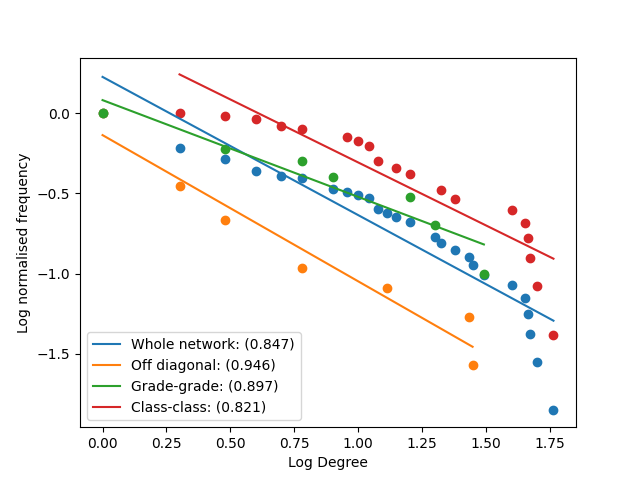 0.0
−0.5
−1.0
−1.5
Log normalised frequency
Whole network: (0.847)
Off diagonal: (0.946)
Grade-grade: (0.897)
Class-class: (0.821)
0.00 0.25 0.50 0.75 1.00 1.25 1.50 1.75
Log Degree